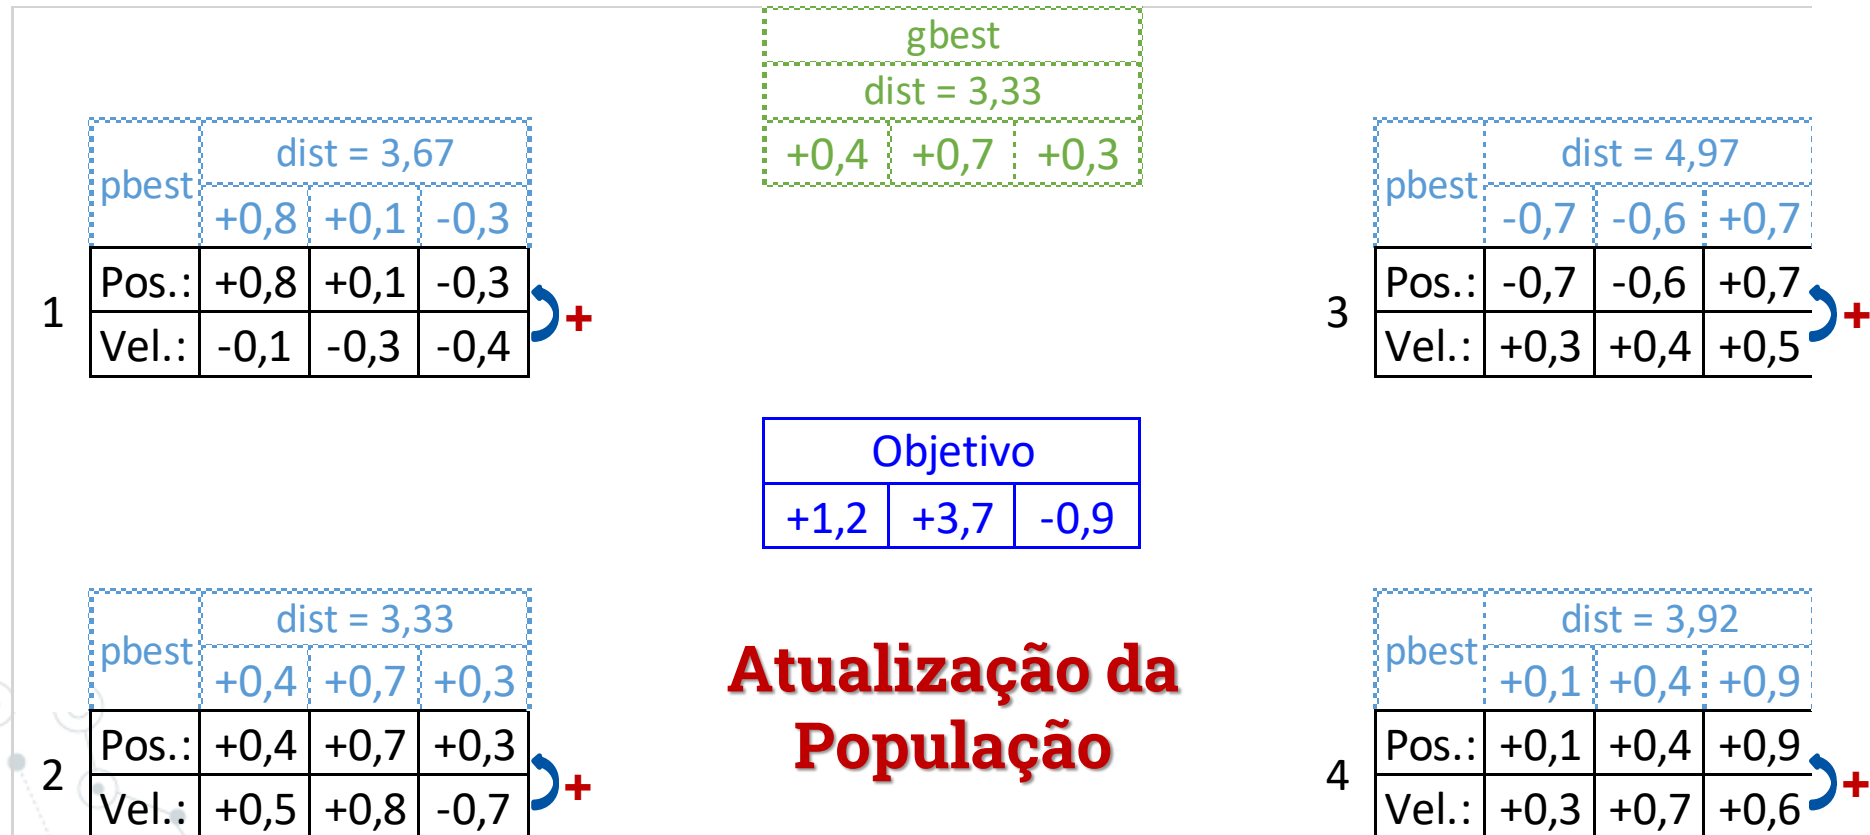 gbest
dist = 3,33
+0,4 +0,7 +0,3
pbest
dist = 3,67
+0,8 +0,1 -0,3
1
Pos.: +0,8 +0,1 -0,3
+
Vel.: -0,1 -0,3 -0,4
pbest
dist = 4,97
-0,7 -0,6 +0,7
3
Pos.: -0,7 -0,6 +0,7
+
Vel.: +0,3 +0,4 +0,5
Objetivo
+1,2 +3,7 -0,9
pbest
dist = 3,33
+0,4 +0,7 +0,3
2
Pos.: +0,4 +0,7 +0,3
+
Vel.: +0,5 +0,8 -0,7
Atualização da
População
pbest
dist = 3,92
+0,1 +0,4 +0,9
4
Pos.: +0,1 +0,4 +0,9
+
Vel.: +0,3 +0,7 +0,6